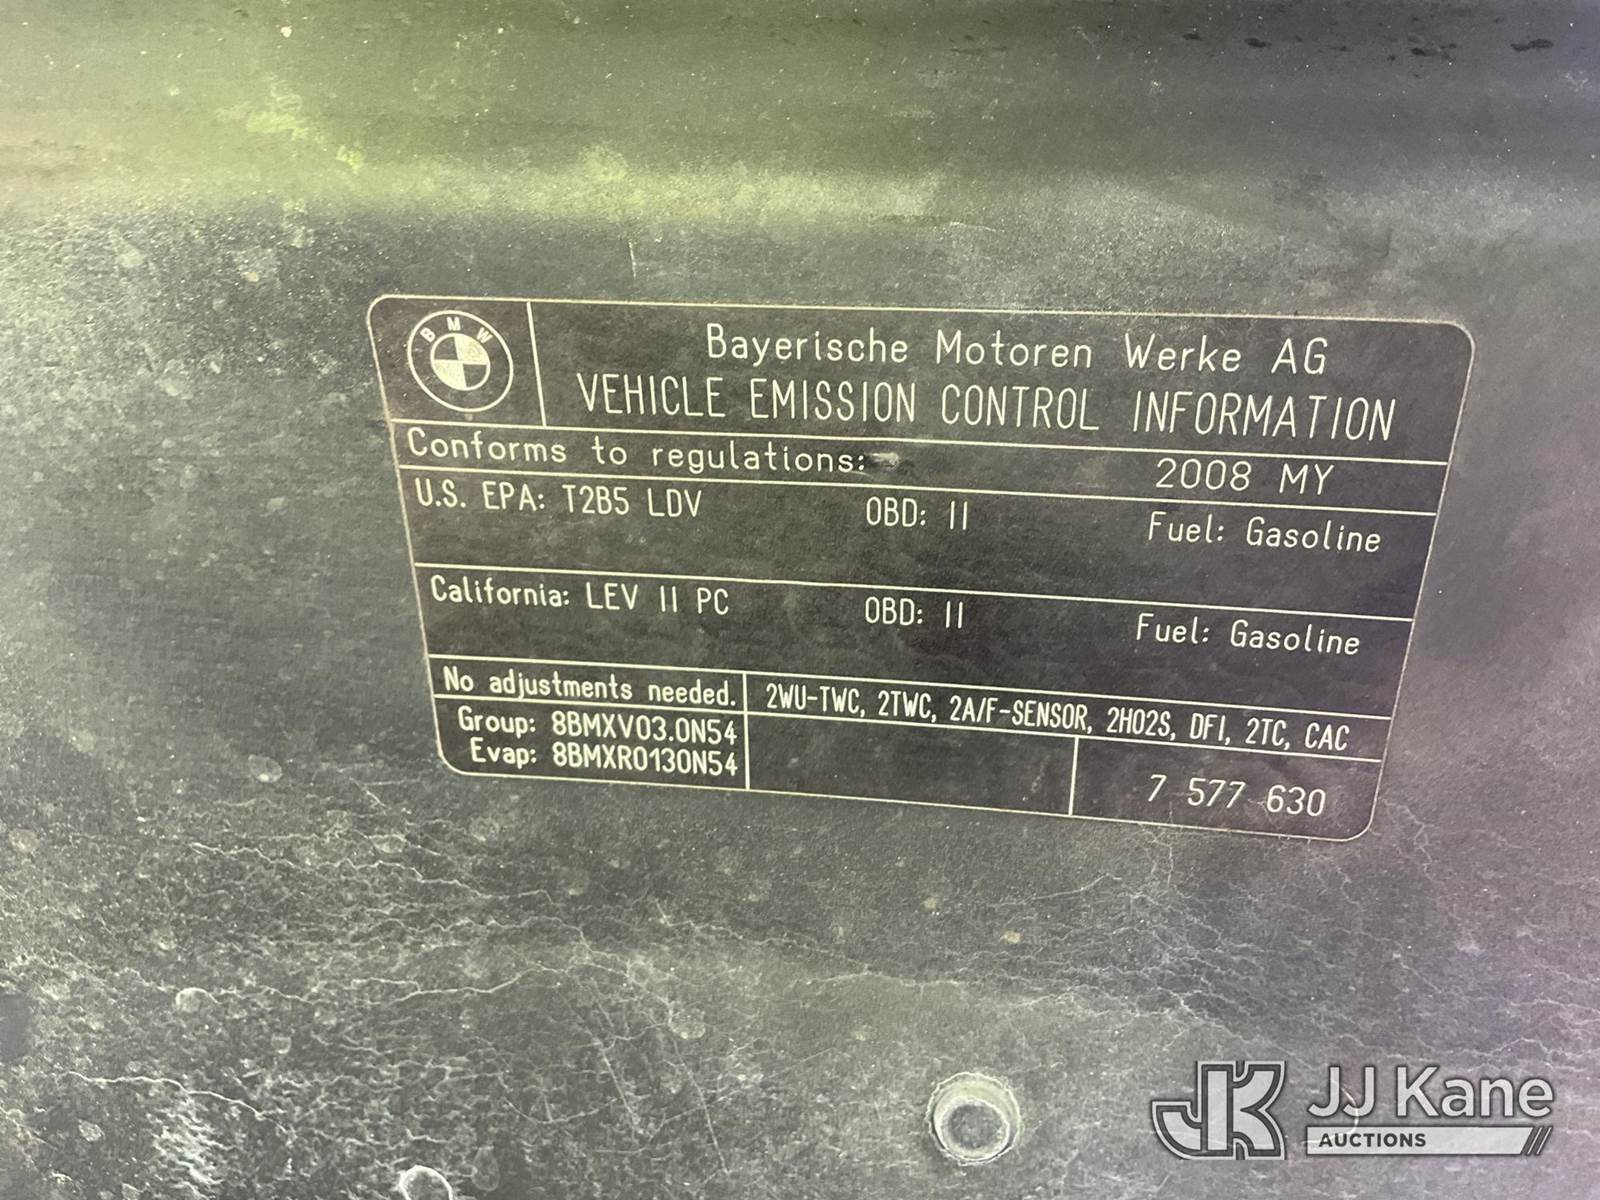 BMW
Bayerische Motoren Werke AG
VEHICLE EMISSION CONTROL INFORMATION
Conforms to regulations: 2008 MY
U.S. EPA: T2B5 LDV OBD: II Fuel: Gasoline
California: LEV II PC OBD: II Fuel: Gasoline
No adjustments needed. 2WU-TWC, 2TWC, 2A/F-SENSOR, 2HO2S, DFI, 2TC, CAC
Group: 8BMXV03.0N54
Evap: 8BMXR0130N54
7 577 630
JK JJ Kane
AUCTIONS